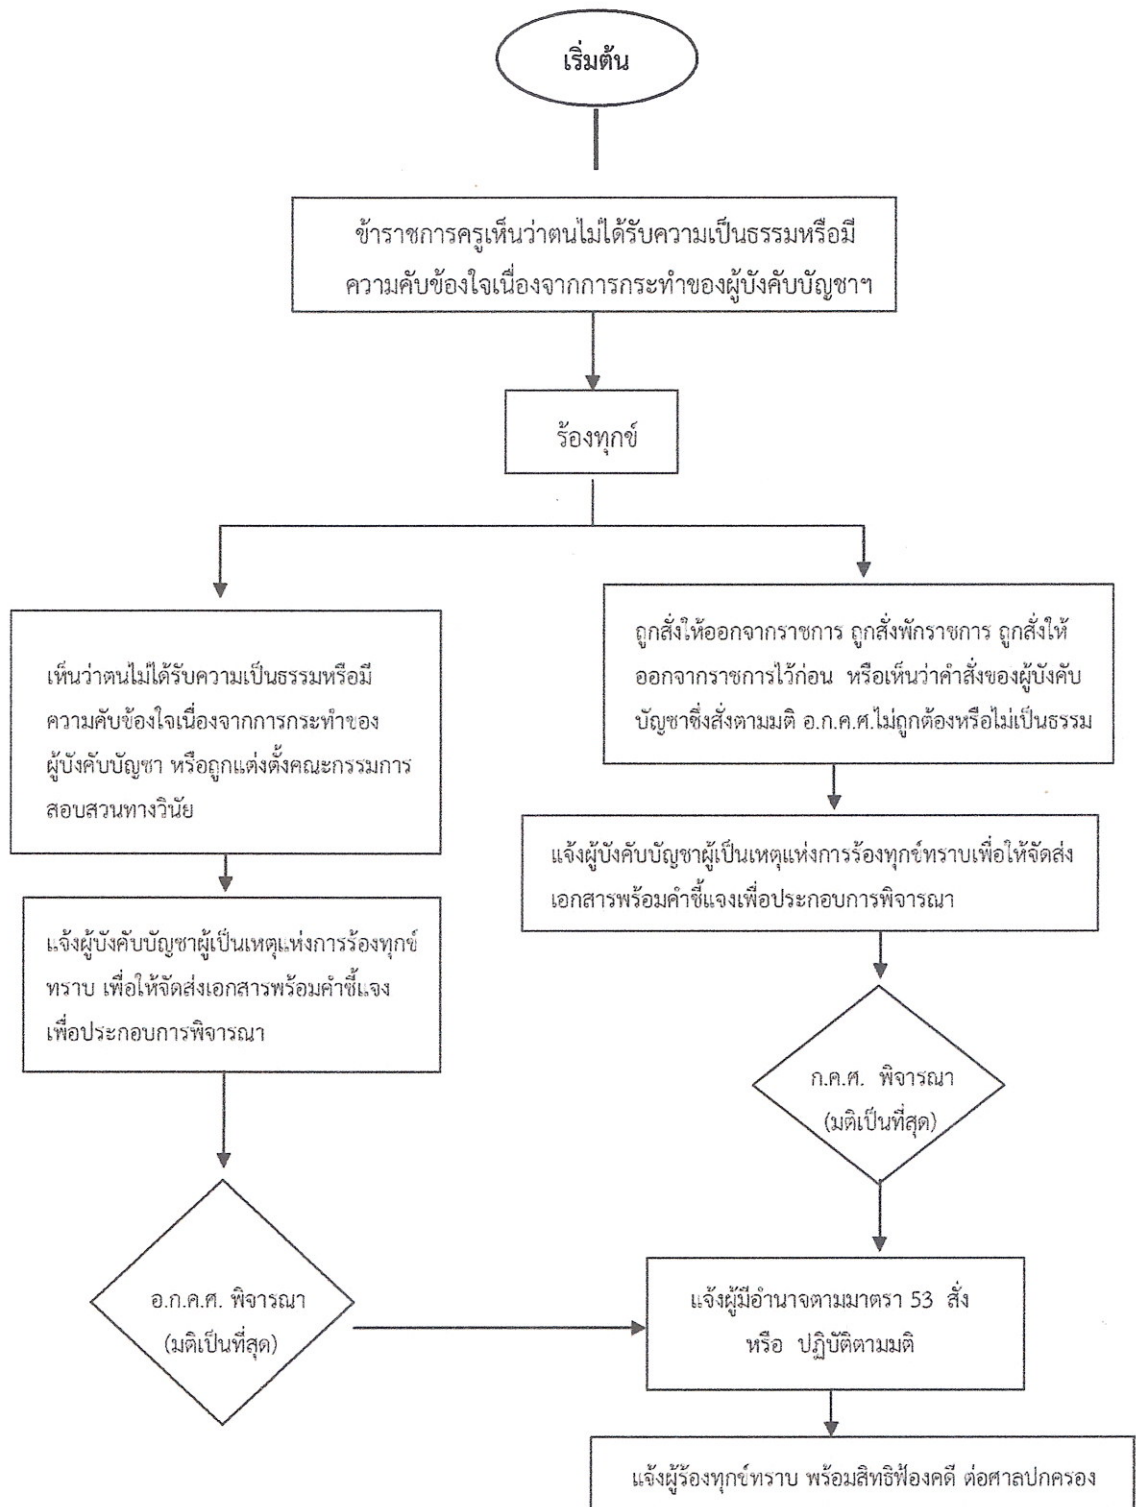 เริ่มต้น
ข้าราชการครูเห็นว่าตนไม่ได้รับความเป็นธรรมหรือมี
ความคับข้องใจเนื่องจากการกระทำของผู้บังคับบัญชาฯ
ร้องทุกข์
เห็นว่าตนไม่ได้รับความเป็นธรรมหรือมี
ความคับข้องใจเนื่องจากการกระทำของ
ผู้บังคับบัญชา หรือถูกแต่งตั้งคณะกรรมการ
สอบสวนทางวินัย
แจ้งผู้บังคับบัญชาผู้เป็นเหตุแห่งการร้องทุกข์
ทราบ เพื่อให้จัดส่งเอกสารพร้อมคำชี้แจง
เพื่อประกอบการพิจารณา
อ.ก.ค.ศ. พิจารณา
(มติเป็นที่สุด)
ถูกสั่งให้ออกจากราชการ ถูกสั่งพักราชการ ถูกสั่งให้
ออกจากราชการไว้ก่อน หรือเห็นว่าคำสั่งของผู้บังคับ
บัญชาซึ่งสั่งตามมติ อ.ก.ค.ศ.ไม่ถูกต้องหรือไม่เป็นธรรม
แจ้งผู้บังคับบัญชาผู้เป็นเหตุแห่งการร้องทุกข์ทราบเพื่อให้จัดส่ง
เอกสารพร้อมคำชี้แจงเพื่อประกอบการพิจารณา
ก.ค.ศ. พิจารณา
(มติเป็นที่สุด)
แจ้งผู้มีอำนาจตามมาตรา 53 สั่ง
หรือ ปฏิบัติตามมติ
แจ้งผู้ร้องทุกข์ทราบ พร้อมสิทธิฟ้องคดี ต่อศาลปกครอง